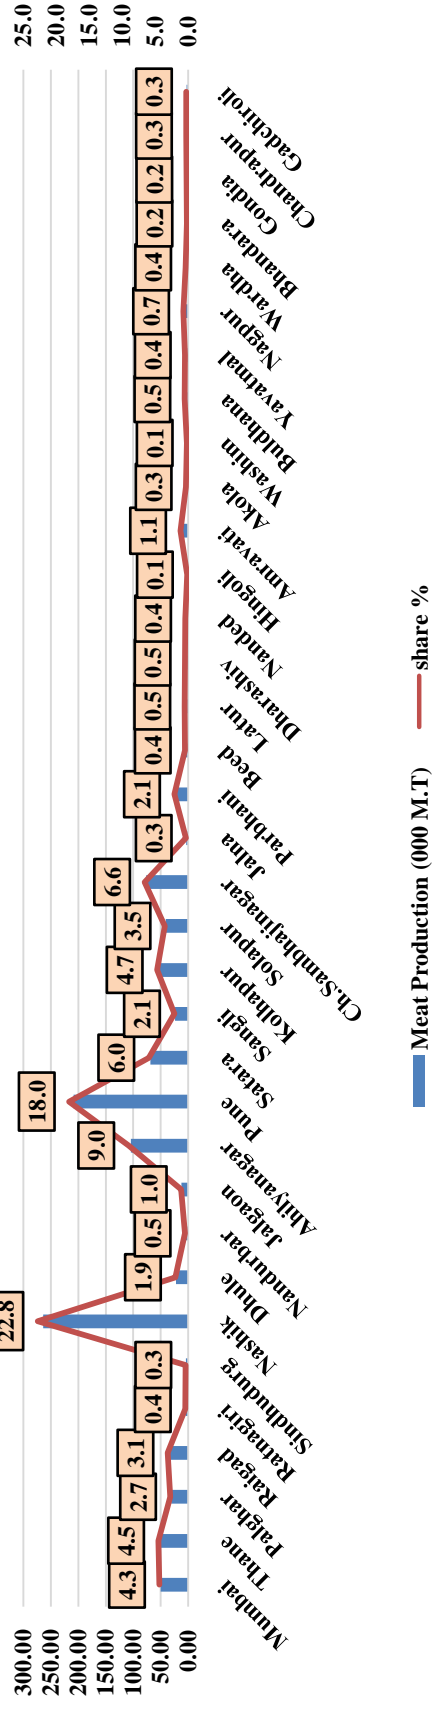 300.00
250.00
200.00
150.00
100.00
50.00
0.00
25.0
20.0
15.0
10.0
5.0
0.0
4.3
4.5
2.7
3.1
0.4
0.3
22.8
1.9
0.5
1.0
9.0
18.0
6.0
2.1
4.7
3.5
6.6
0.3
2.1
0.4
0.5
0.5
0.4
0.1
1.1
0.3
0.1
0.5
0.4
0.7
0.4
0.2
0.2
0.3
0.3
Mumbai
Thane
Palghar
Raigad
Ratnagiri
Sindhudurg
Nashik
Dhule
Nandurbar
Jalgaon
Ahilyanagar
Pune
Satara
Sangli
Kolhapur
Solapur
Ch.Sambhajinagar
Jalna
Parbhani
Beed
Latur
Dharashiv
Nanded
Hingoli
Amravati
Akola
Washim
Buldhana
Yavatmal
Nagpur
Wardha
Bhandara
Gondia
Chandrapur
Gadchiroli
Meat Production (000 M.T)
share %